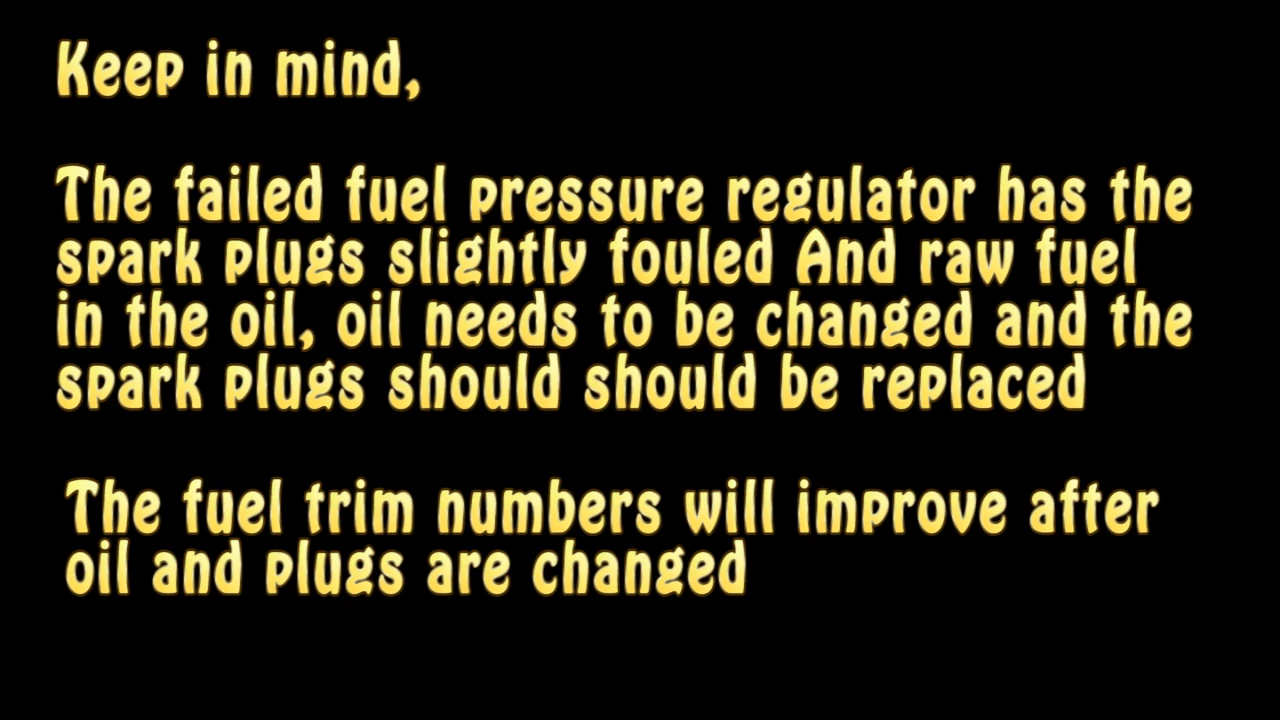 Keep in mind,
The failed fuel pressure regulator has the
spark plugs slightly fouled And raw fuel
in the oil, oil needs to be changed and the
spark plugs should should be replaced
The fuel trim numbers will improve after
oil and plugs are changed